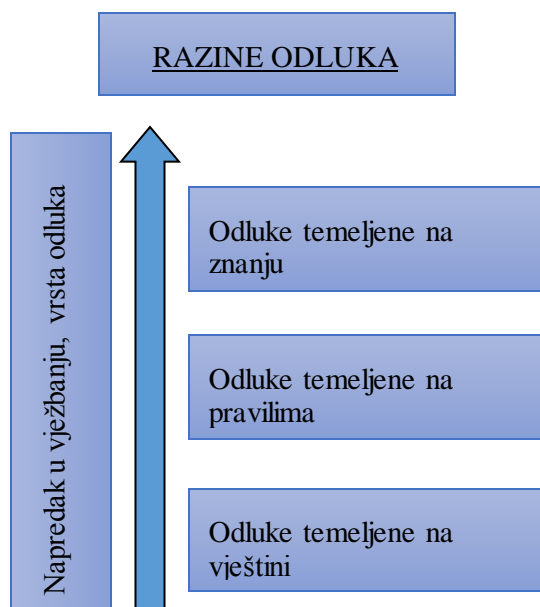 RAZINE ODLUKA
Napredak u vježbanju, vrsta odluka
Odluke temeljene na
znanju
Odluke temeljene na
pravilima
Odluke temeljene na
vještini